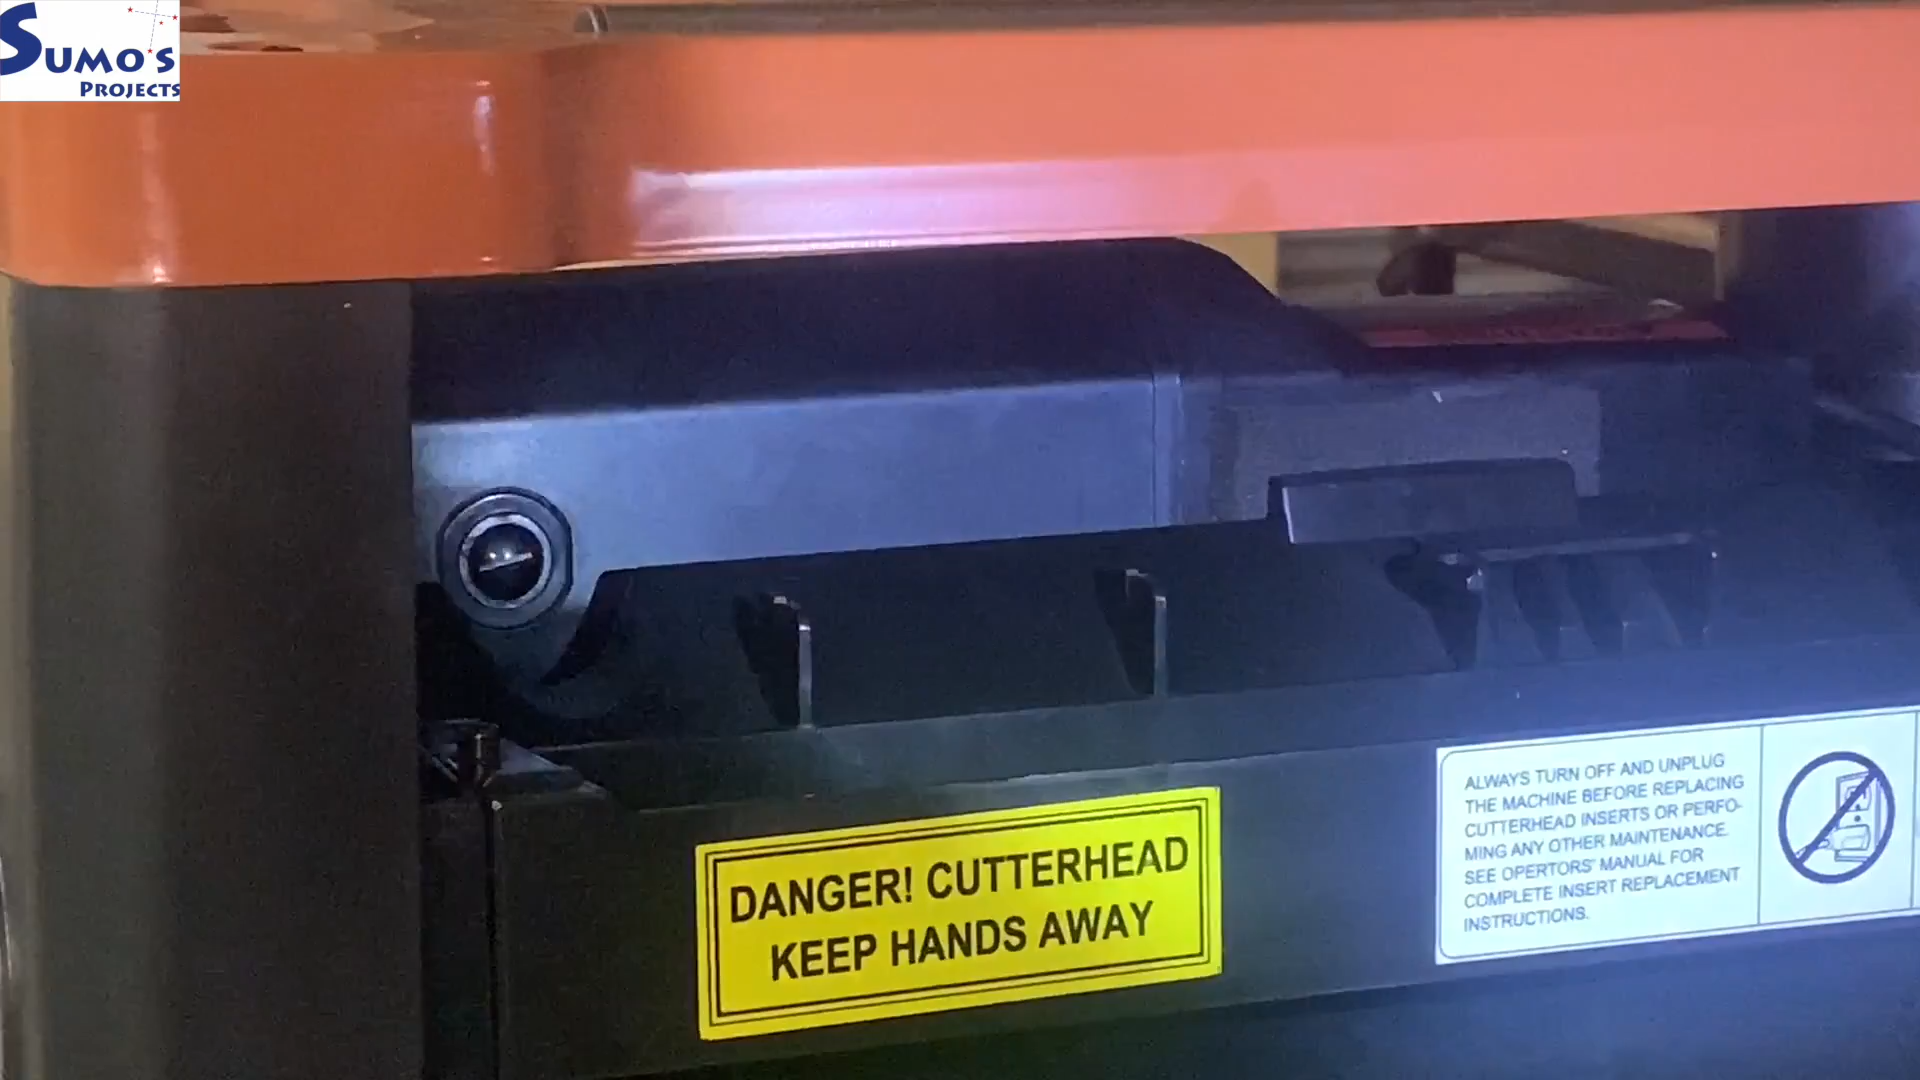 SUMO'S
PROJECTS
DANGER! CUTTERHEAD
KEEP HANDS AWAY
ALWAYS TURN OFF AND UNPLUG
THE MACHINE BEFORE REPLACING
CUTTERHEAD INSERTS OR PERFO-
MING ANY OTHER MAINTENANCE.
SEE OPERTORS' MANUAL FOR
COMPLETE INSERT REPLACEMENT
INSTRUCTIONS.